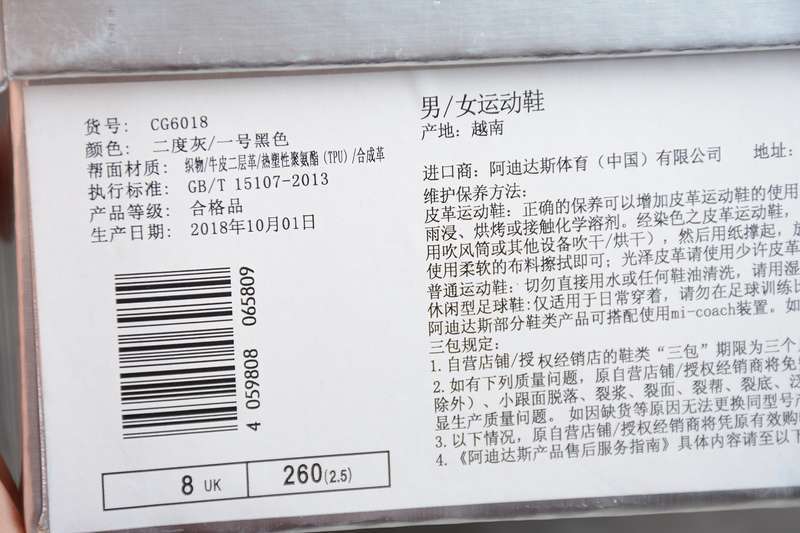 货号: CG6018
颜色: 二度灰/一号黑色
帮面材质: 织物/牛皮二层革/热塑性聚氨酯（TPU）/合成革
执行标准: GB/T 15107-2013
产品等级: 合格品
生产日期: 2018年10月01日
4 059808 065809
8 UK 260(2.5)
男/女运动鞋
产地: 越南
进口商: 阿迪达斯体育（中国）有限公司 地址:
维护保养方法:
皮革运动鞋: 正确的保养可以增加皮革运动鞋的使用
雨浸、烘烤或接触化学溶剂。经染色之皮革运动鞋,
用吹风筒或其他设备吹干/烘干), 然后用纸撑起, 放
使用柔软的布料擦拭即可; 光泽皮革请使用少许皮革
普通运动鞋: 切勿直接用水或任何鞋油清洗, 请用湿
休闲型足球鞋:仅适用于日常穿着, 请勿在足球训练比
阿迪达斯部分鞋类产品可搭配使用mi-coach装置。如
三包规定:
1.自营店铺/授权经销店的鞋类“三包”期限为三个
2.如有下列质量问题, 原自营店铺/授权经销商将免
除外)、小跟面脱落、裂浆、裂面、裂帮、裂底、泛
显生产质量问题。如因缺货等原因无法更换同型号产
3.以下情况, 原自营店铺/授权经销商将凭原有效购
4.《阿迪达斯产品售后服务指南》具体内容请至以下